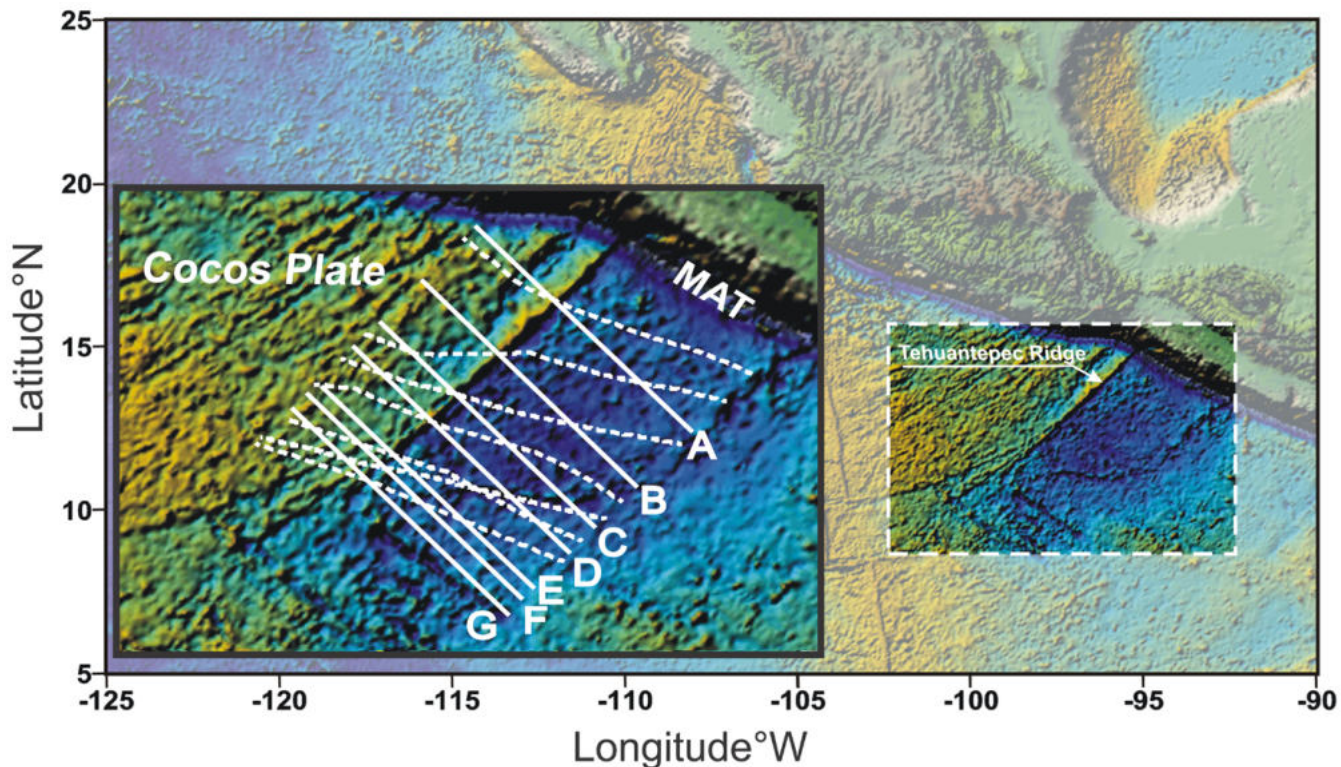 25
20
15
10
5
Latitude°N
Cocos Plate
MAT
Tehuantepec Ridge
A
B
C
D
E
F
G
-125
-120
-115
-110
-105
-100
-95
-90
Longitude°W